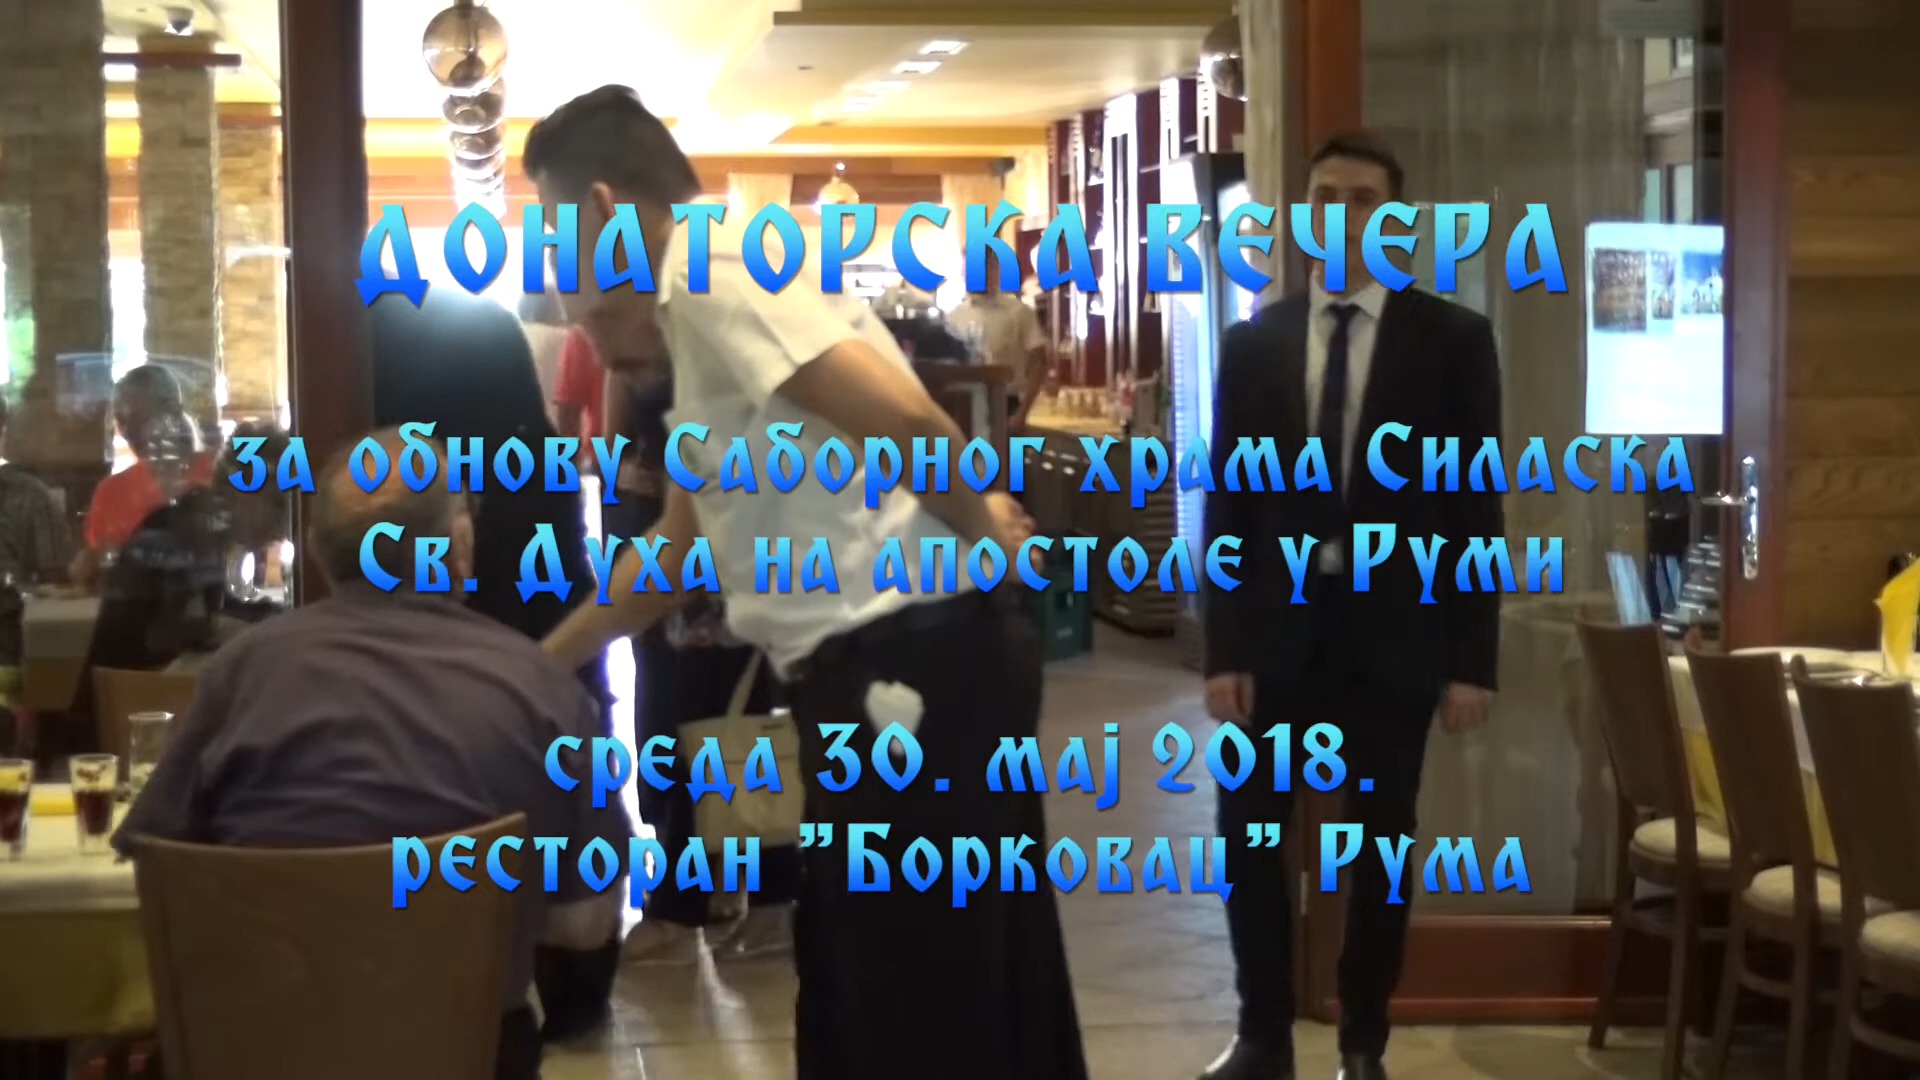 ДОНАТОРСКА ВЕЧЕРА
за обнову Саборног храма Силаска
Св. Духа на апостоле у Руми
среда 30. мај 2018.
ресторан "Борковац" Рума